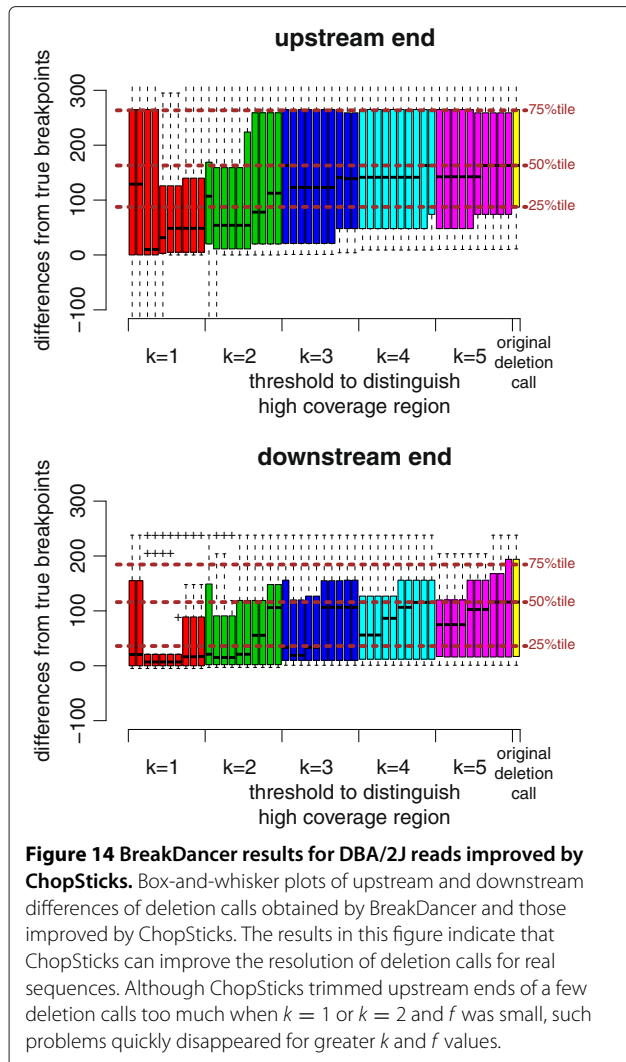 upstream end
differences from true breakpoints
300
200
100
0
−100
75%tile
50%tile
25%tile
k=1 k=2 k=3 k=4 k=5
original deletion call
threshold to distinguish
high coverage region
downstream end
differences from true breakpoints
300
200
100
0
−100
75%tile
50%tile
25%tile
k=1 k=2 k=3 k=4 k=5
original deletion call
threshold to distinguish
high coverage region
Figure 14 BreakDancer results for DBA/2J reads improved by
ChopSticks. Box-and-whisker plots of upstream and downstream
differences of deletion calls obtained by BreakDancer and those
improved by ChopSticks. The results in this figure indicate that
ChopSticks can improve the resolution of deletion calls for real
sequences. Although ChopSticks trimmed upstream ends of a few
deletion calls too much when k = 1 or k = 2 and f was small, such
problems quickly disappeared for greater k and f values.